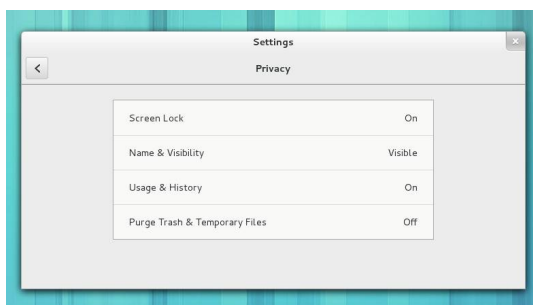 Settings
Privacy
Screen Lock On
Name & Visibility Visible
Usage & History On
Purge Trash & Temporary Files Off